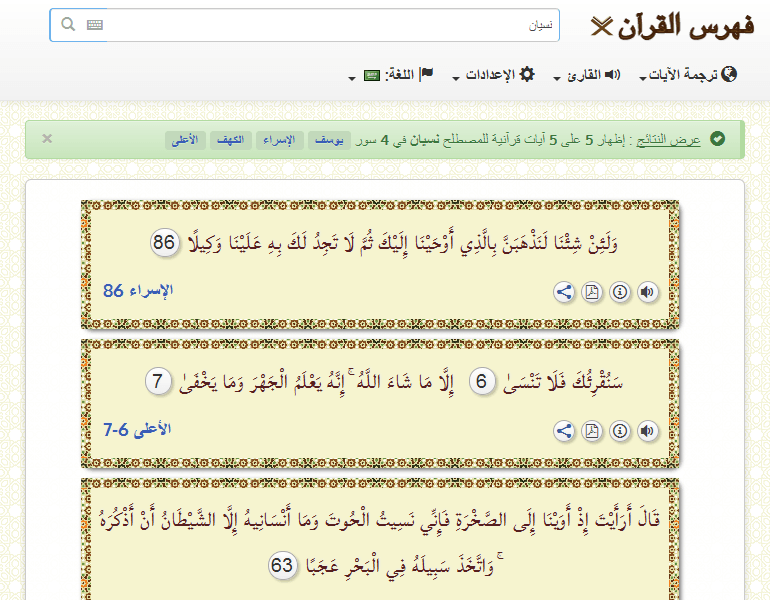 فهرس القرآن
نسيان
ترجمة الآيات القارئ الإعدادات اللغة:
عرض النتائج : إظهار 5 على 5 آيات قرآنية للمصطلح نسيان في 4 سور يوسف الإسراء الكهف الأعلى
وَلَئِنْ شِئْنَا لَنَذْهَبَنَّ بِالَّذِي أَوْحَيْنَا إِلَيْكَ ثُمَّ لَا تَجِدُ لَكَ بِهِ عَلَيْنَا وَكِيلًا 86
الإسراء 86
سَنُقْرِئُكَ فَلَا تَنْسَىٰ 6 إِلَّا مَا شَاءَ اللَّهُ ۚ إِنَّهُ يَعْلَمُ الْجَهْرَ وَمَا يَخْفَىٰ 7
الأعلى 6-7
قَالَ أَرَأَيْتَ إِذْ أَوَيْنَا إِلَى الصَّخْرَةِ فَإِنِّي نَسِيتُ الْحُوتَ وَمَا أَنْسَانِيهُ إِلَّا الشَّيْطَانُ أَنْ أَذْكُرَهُ
ۚ وَاتَّخَذَ سَبِيلَهُ فِي الْبَحْرِ عَجَبًا 63